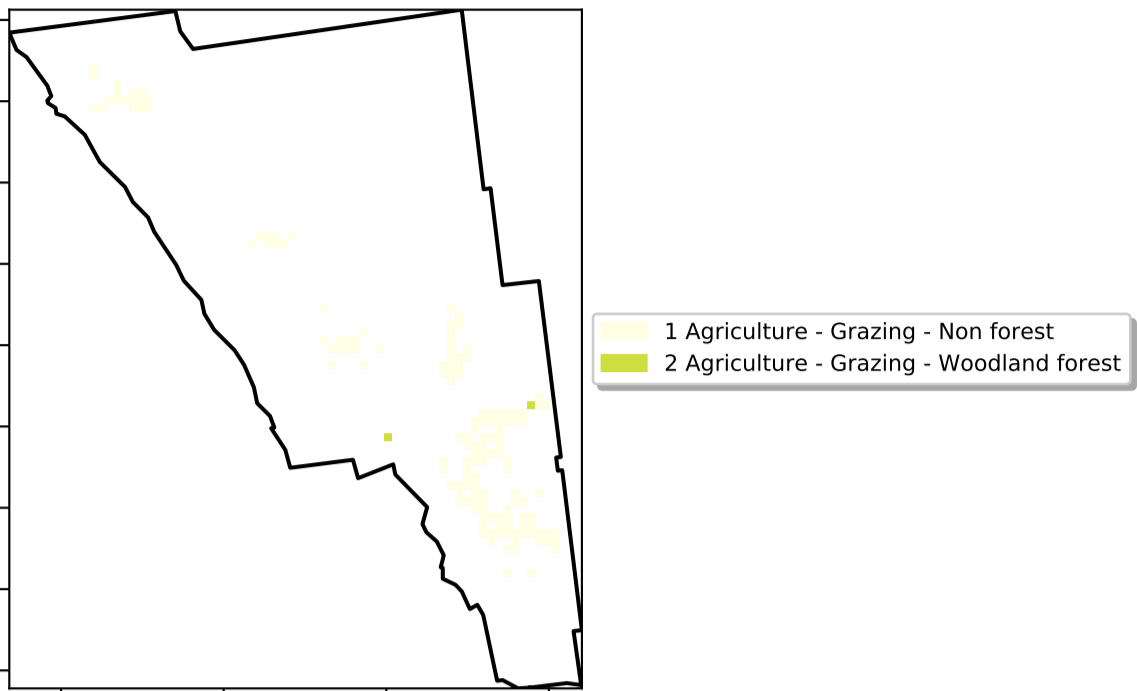 1 Agriculture - Grazing - Non forest
2 Agriculture - Grazing - Woodland forest